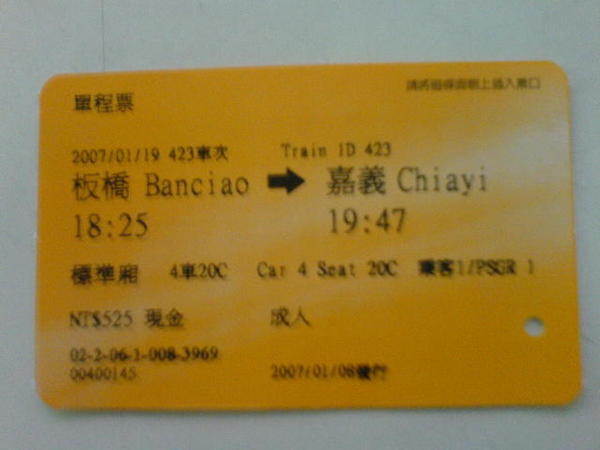 請將磁條面朝上插入票口
單程票
2007/01/19 423車次 Train ID 423
板橋 Banciao → 嘉義 Chiayi
18:25 19:47
標準廂 4車20C Car 4 Seat 20C 乘客1/PSGR 1
NT$525 現金 成人
02-2-06-1-008-3969
00400145 2007/01/08發行